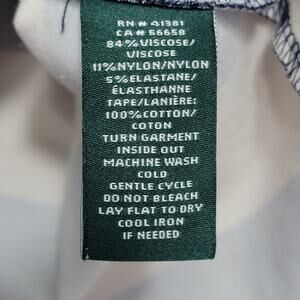 RN # 41381
CA # 56658
84%VISCOSE/
VISCOSE
11%NYLON/NYLON
5%ELASTANE/
ÉLASTHANNE
TAPE/LANIÈRE:
100%COTTON/
COTON
TURN GARMENT
INSIDE OUT
MACHINE WASH
COLD
GENTLE CYCLE
DO NOT BLEACH
LAY FLAT TO DRY
COOL IRON
IF NEEDED